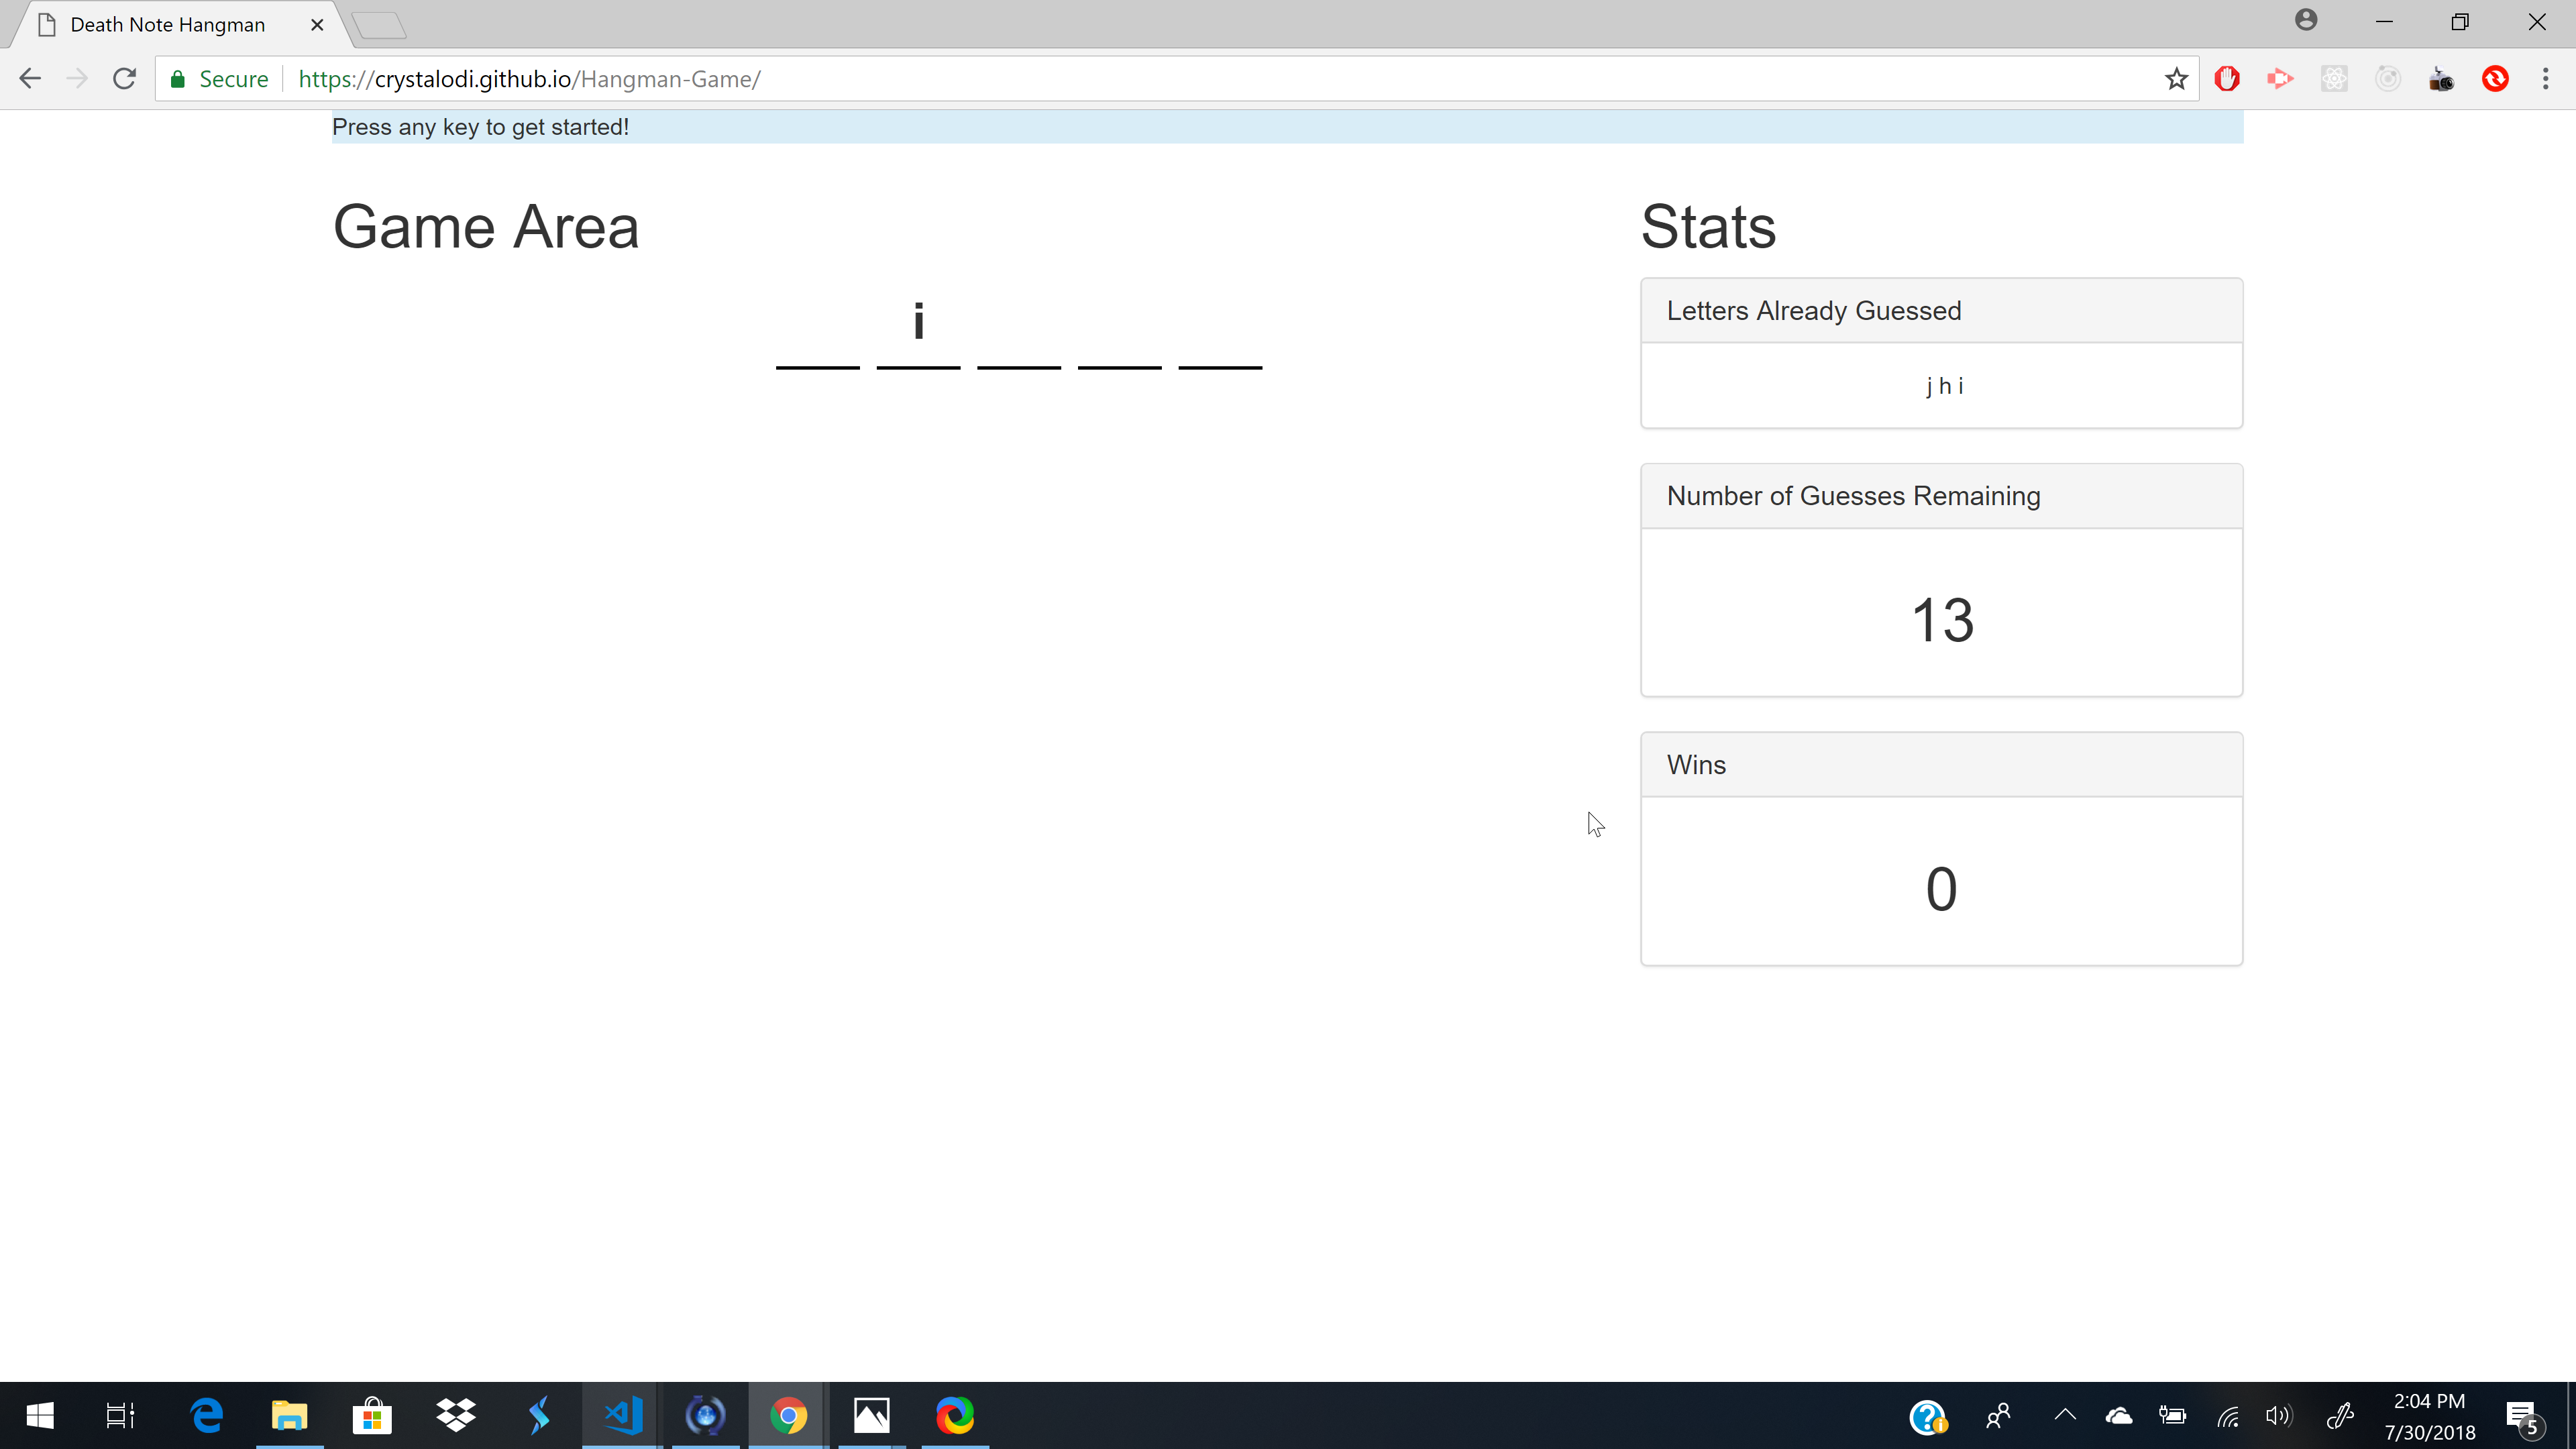 Death Note Hangman
Secure https://crystalodi.github.io/Hangman-Game/
Press any key to get started!
Game Area
i
Stats
Letters Already Guessed
j h i
Number of Guesses Remaining
13
Wins
0
2:04 PM
7/30/2018
5